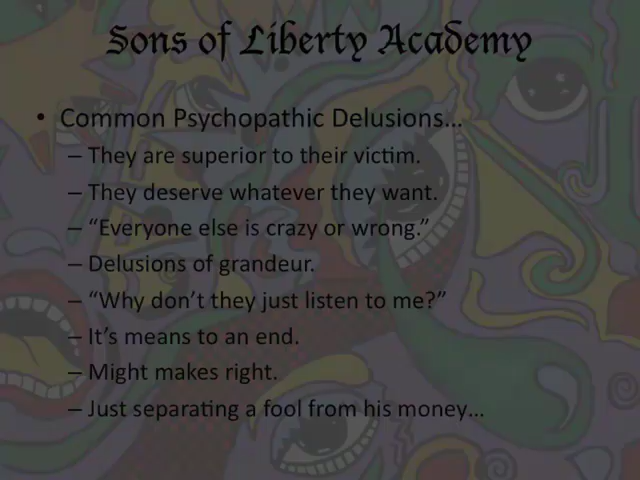 Sons of Liberty Academy
• Common Psychopathic Delusions...
– They are superior to their victim.
– They deserve whatever they want.
– “Everyone else is crazy or wrong.”
– Delusions of grandeur.
– “Why don’t they just listen to me?”
– It’s means to an end.
– Might makes right.
– Just separating a fool from his money...